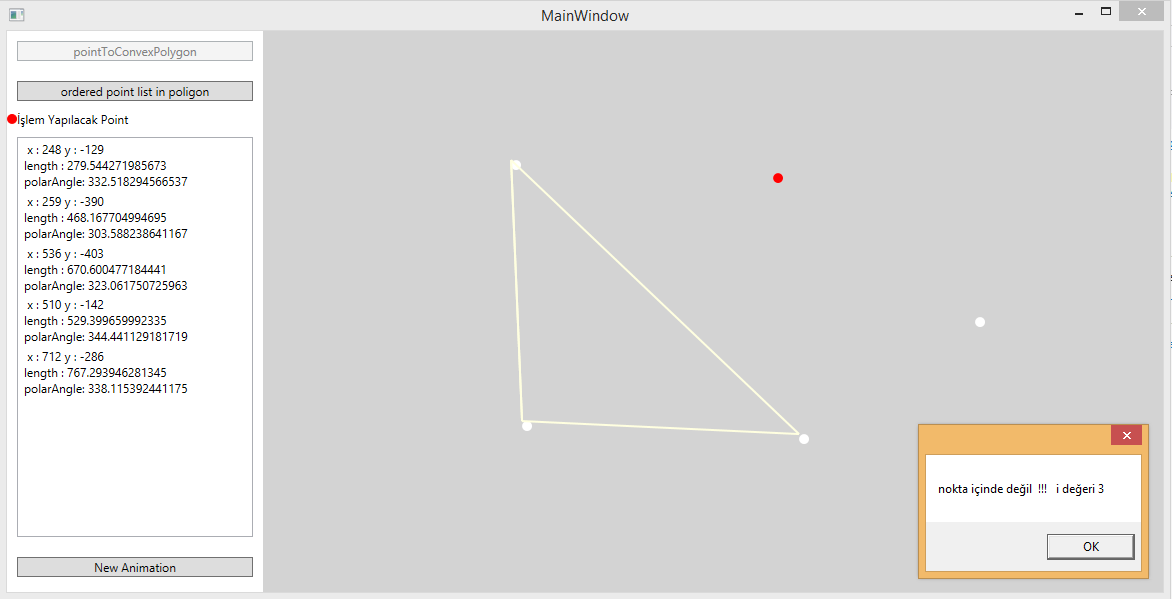 MainWindow
pointToConvexPolygon
ordered point list in poligon
İşlem Yapılacak Point
x : 248 y : -129
length : 279.544271985673
polarAngle: 332.518294566537
x : 259 y : -390
length : 468.167704994695
polarAngle: 303.588238641167
x : 536 y : -403
length : 670.600477184441
polarAngle: 323.061750725963
x : 510 y : -142
length : 529.399659992335
polarAngle: 344.441129181719
x : 712 y : -286
length : 767.293946281345
polarAngle: 338.115392441175
New Animation
nokta içinde değil !!! i değeri 3
OK